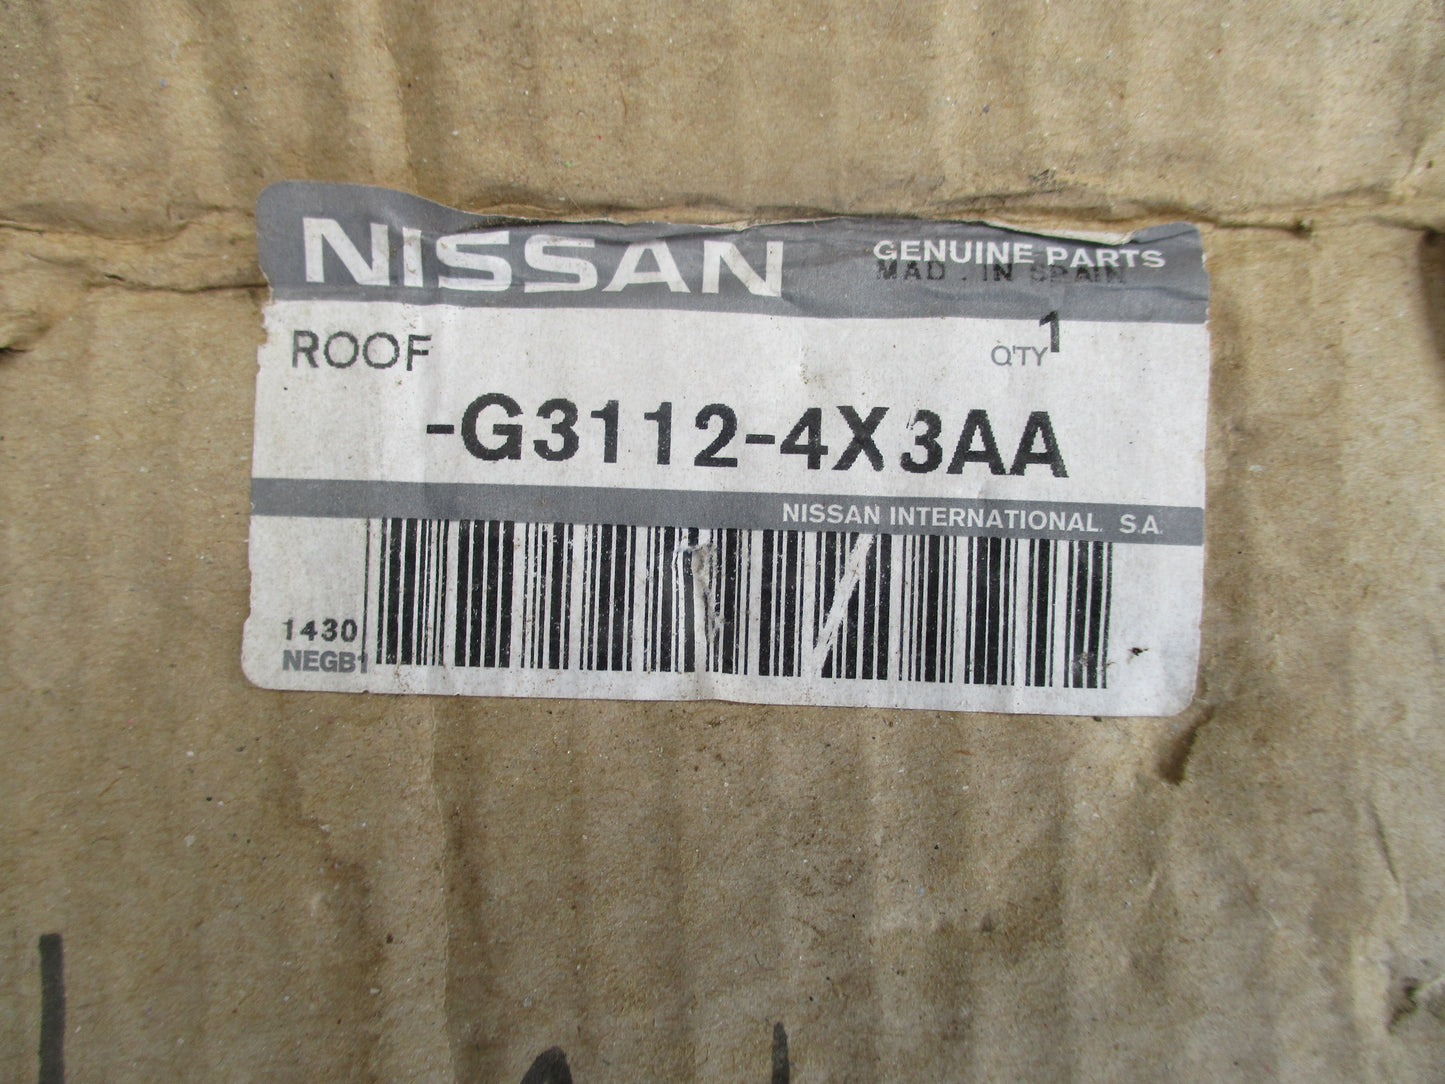 NISSAN
GENUINE PARTS
MAD . IN SPAIN
ROOF
Q'TY 1
-G3112-4X3AA
NISSAN INTERNATIONAL S.A.
1430
NEGB1